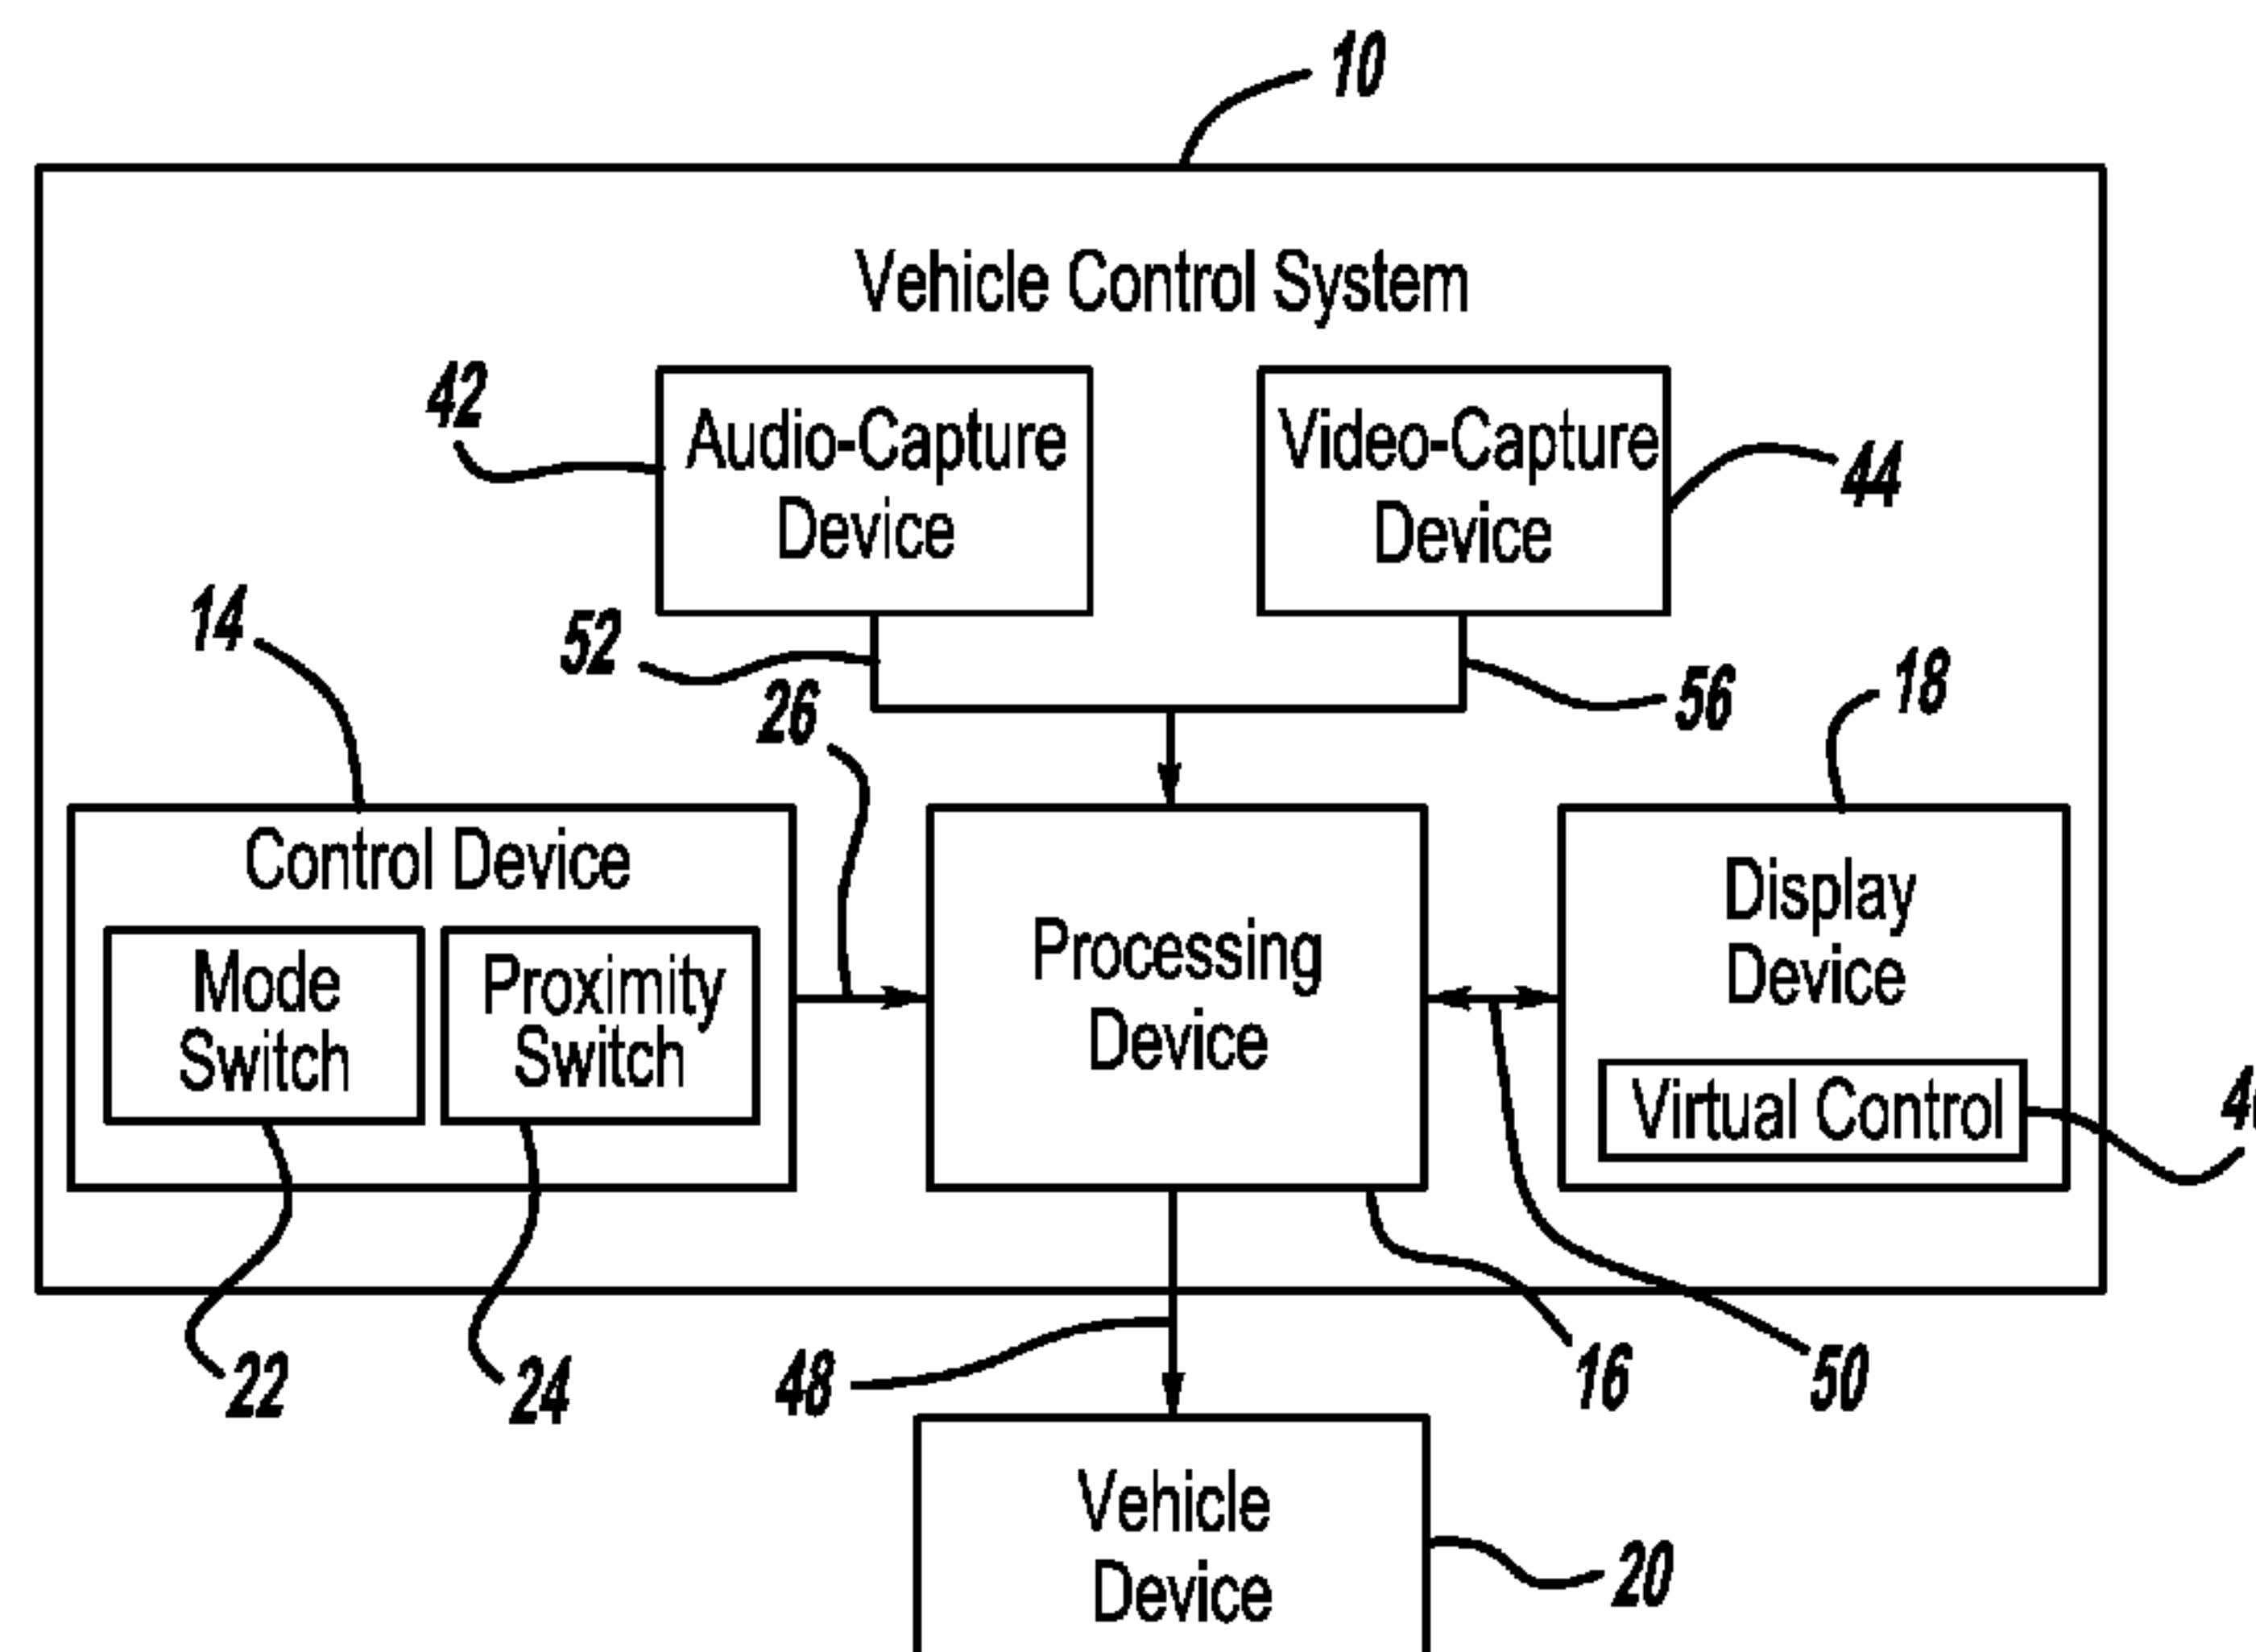 10
Vehicle Control System
42
Audio-Capture
Device
Video-Capture
Device
44
14
52
26
56
18
Control Device
Mode
Switch
Proximity
Switch
Processing
Device
Display
Device
Virtual Control
22
24
48
16
50
Vehicle
Device
20